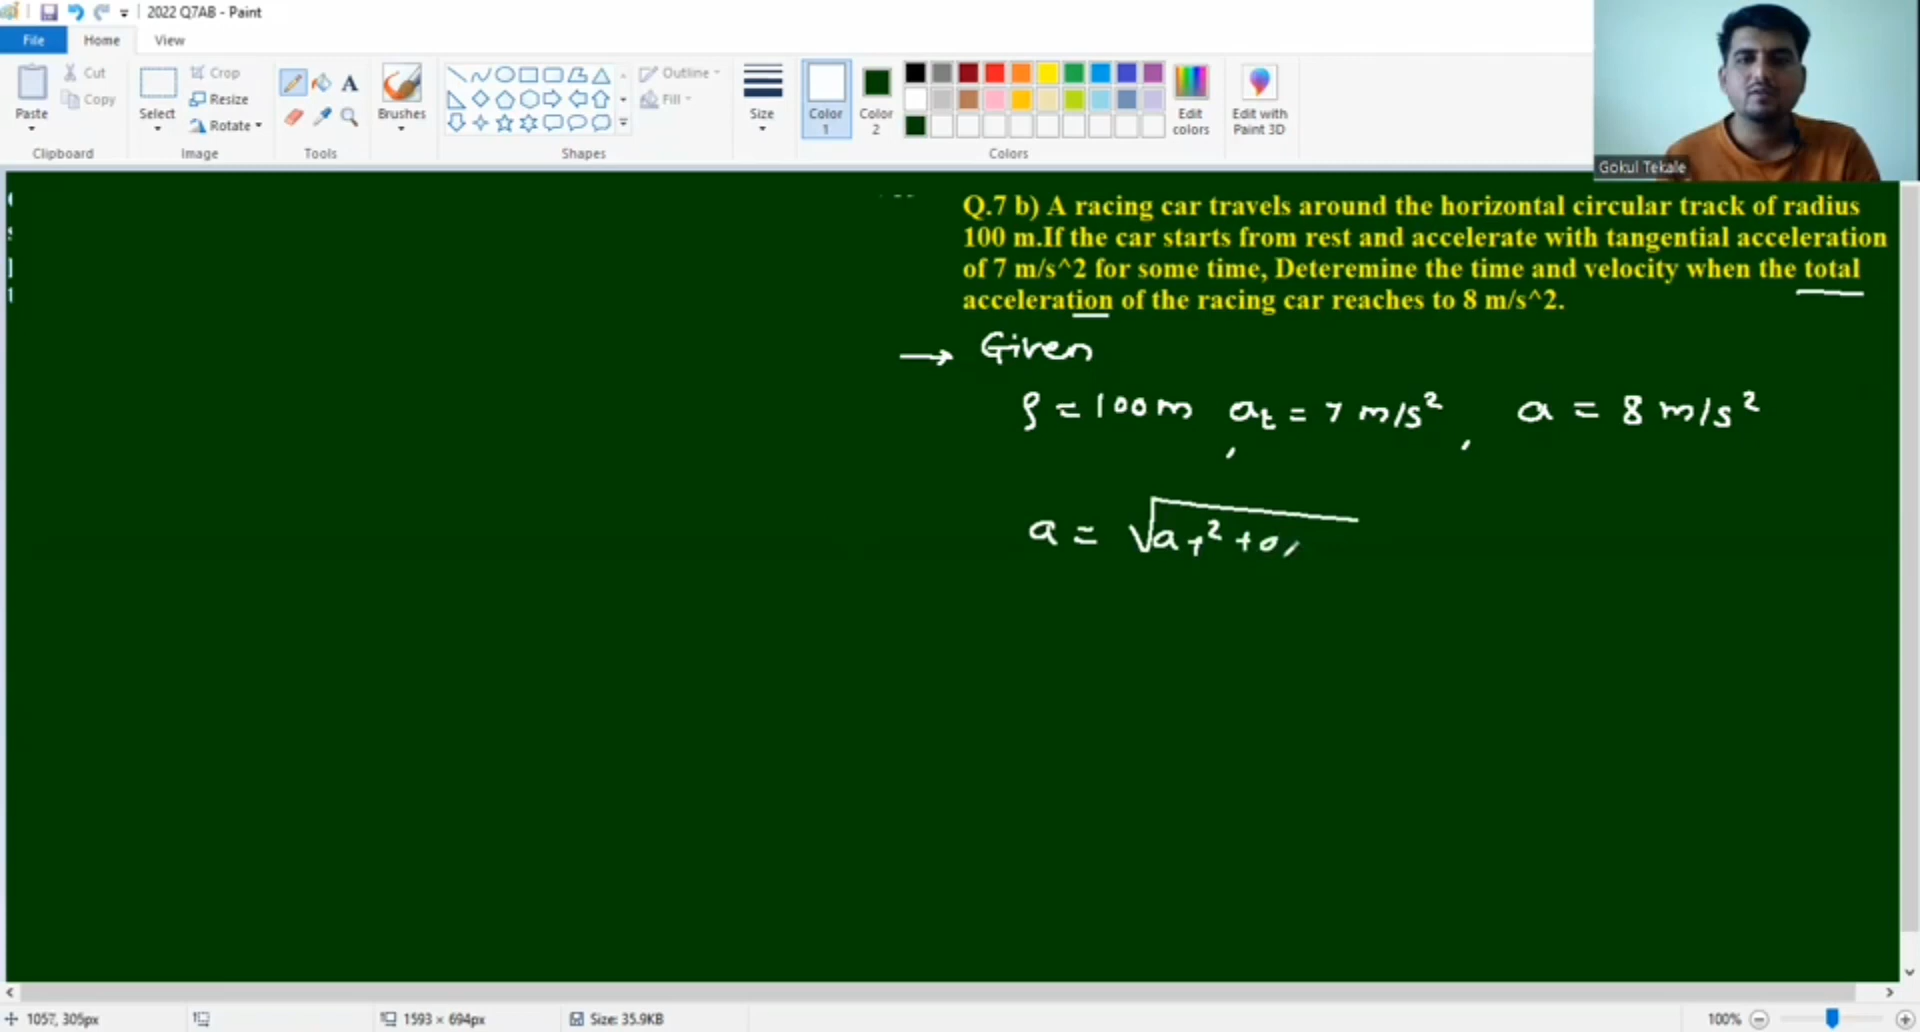 2022 Q7AB - Paint
File Home View
Paste Cut Copy Clipboard
Select Crop Resize Rotate Image
Tools
Brushes
Outline Fill Shapes
Size
Color 1 Color 2 Edit colors Colors
Edit with Paint 3D
Gokul Tekale
Q.7 b) A racing car travels around the horizontal circular track of radius
100 m.If the car starts from rest and accelerate with tangential acceleration
of 7 m/s^2 for some time, Deteremine the time and velocity when the total
acceleration of the racing car reaches to 8 m/s^2.
→ Given
ρ = 100m , at = 7 m/s² , a = 8 m/s²
a = √aT² + a
1057, 305px 1593 × 694px Size: 35.9KB 100%